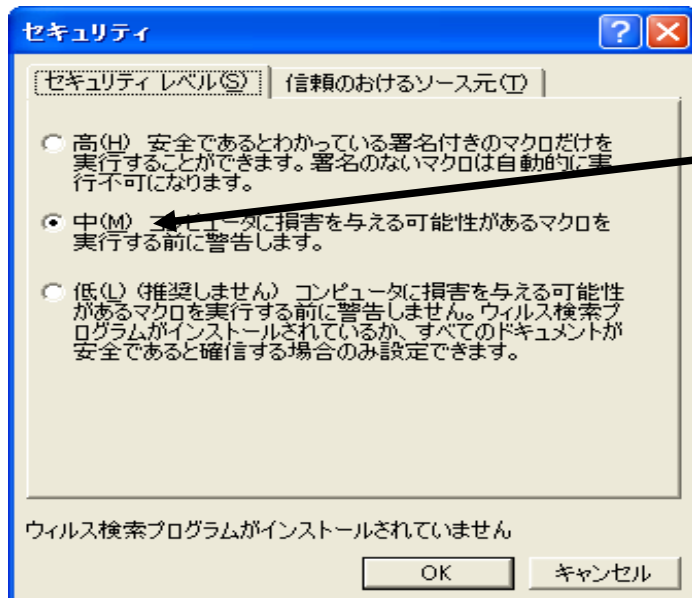 セキュリティ
セキュリティ レベル(S)
信頼のおけるソース元(T)
高(H) 安全であるとわかっている署名付きのマクロだけを
実行することができます。署名のないマクロは自動的に実
行不可になります。
中(M) コンピュータに損害を与える可能性があるマクロを
実行する前に警告します。
低(L) (推奨しません) コンピュータに損害を与える可能性
があるマクロを実行する前に警告しません。ウィルス検索プ
ログラムがインストールされているか、すべてのドキュメントが
安全であると確信する場合のみ設定できます。
ウィルス検索プログラムがインストールされていません
OK
キャンセル